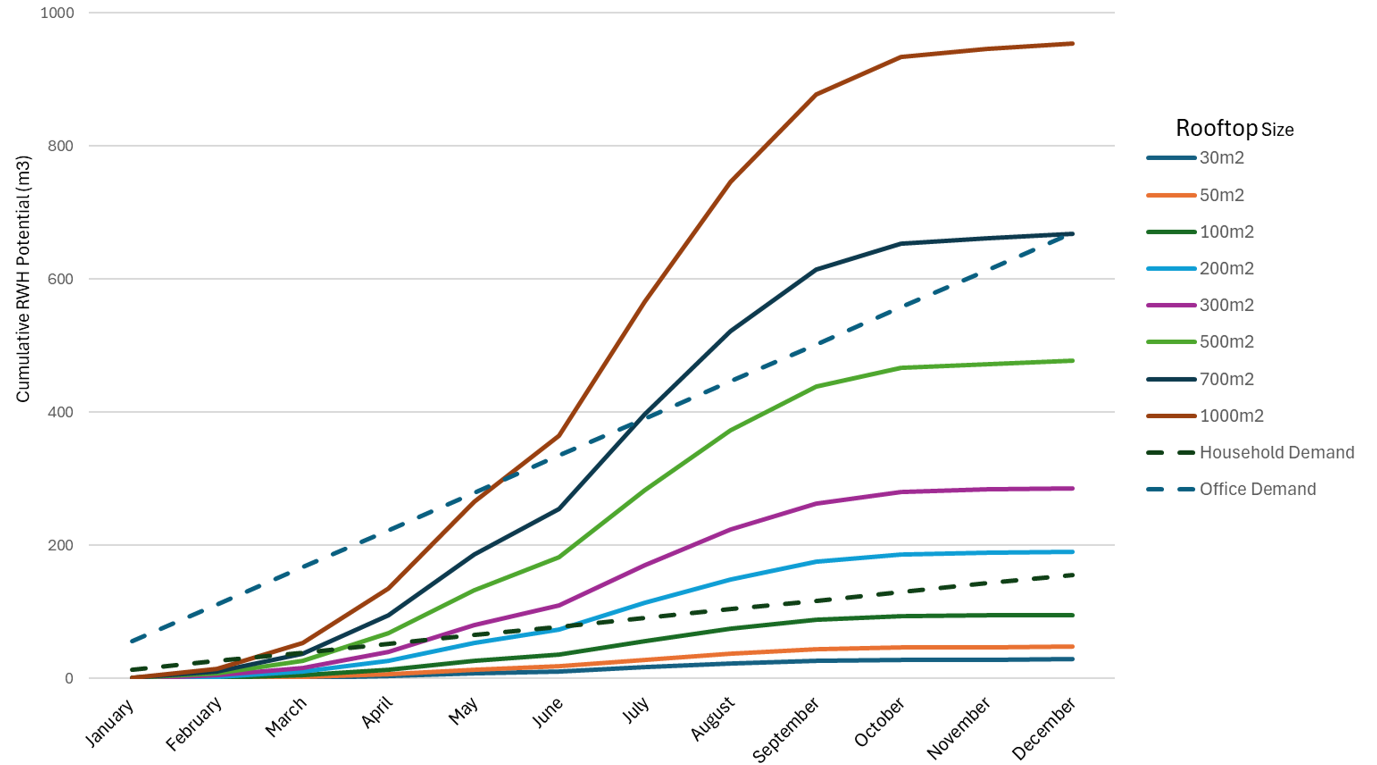 1000
800
600
400
200
0
Cumulative RWH Potential (m3)
January
February
March
April
May
June
July
August
September
October
November
December
Rooftop Size
30m2
50m2
100m2
200m2
300m2
500m2
700m2
1000m2
Household Demand
Office Demand